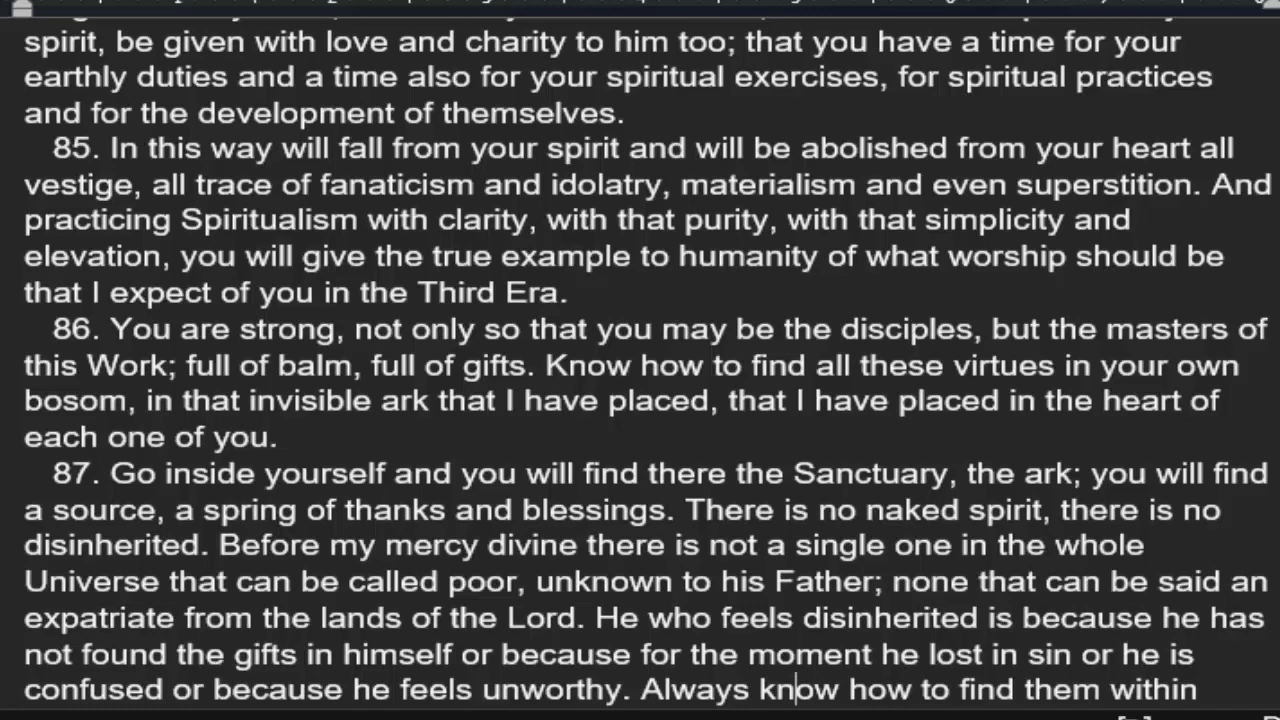 spirit, be given with love and charity to him too; that you have a time for your
earthly duties and a time also for your spiritual exercises, for spiritual practices
and for the development of themselves.
85. In this way will fall from your spirit and will be abolished from your heart all
vestige, all trace of fanaticism and idolatry, materialism and even superstition. And
practicing Spiritualism with clarity, with that purity, with that simplicity and
elevation, you will give the true example to humanity of what worship should be
that I expect of you in the Third Era.
86. You are strong, not only so that you may be the disciples, but the masters of
this Work; full of balm, full of gifts. Know how to find all these virtues in your own
bosom, in that invisible ark that I have placed, that I have placed in the heart of
each one of you.
87. Go inside yourself and you will find there the Sanctuary, the ark; you will find
a source, a spring of thanks and blessings. There is no naked spirit, there is no
disinherited. Before my mercy divine there is not a single one in the whole
Universe that can be called poor, unknown to his Father; none that can be said an
expatriate from the lands of the Lord. He who feels disinherited is because he has
not found the gifts in himself or because for the moment he lost in sin or he is
confused or because he feels unworthy. Always know how to find them within